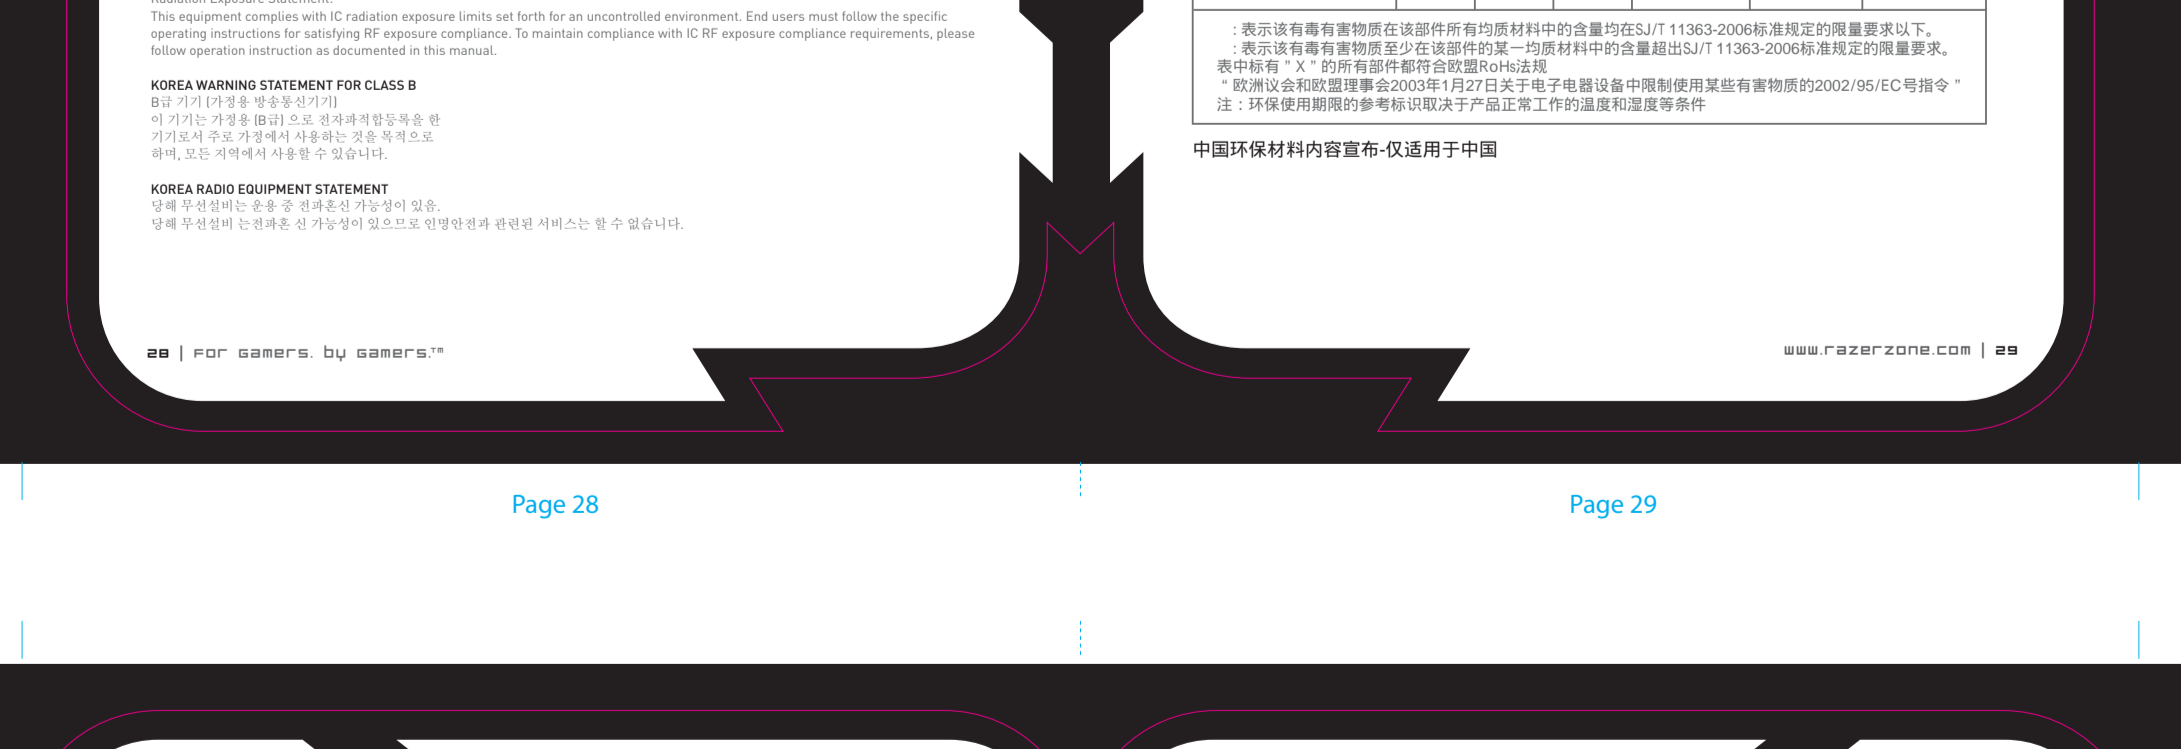 Radiation Exposure Statement:
This equipment complies with IC radiation exposure limits set forth for an uncontrolled environment. End users must follow the specific
operating instructions for satisfying RF exposure compliance. To maintain compliance with IC RF exposure compliance requirements, please
follow operation instruction as documented in this manual.
KOREA WARNING STATEMENT FOR CLASS B
B급 기기 (가정용 방송통신기기)
이 기기는 가정용 (B급) 으로 전자파적합등록을 한
기기로서 주로 가정에서 사용하는 것을 목적으로
하며, 모든 지역에서 사용할 수 있습니다.
KOREA RADIO EQUIPMENT STATEMENT
당해 무선설비는 운용 중 전파혼신 가능성이 있음.
당해 무선설비 는전파혼 신 가능성이 있으므로 인명안전과 관련된 서비스는 할 수 없습니다.
28 | For Gamers. By Gamers.™
：表示该有毒有害物质在该部件所有均质材料中的含量均在SJ/T 11363-2006标准规定的限量要求以下。
：表示该有毒有害物质至少在该部件的某一均质材料中的含量超出SJ/T 11363-2006标准规定的限量要求。
表中标有＂X＂的所有部件都符合欧盟RoHs法规
“ 欧洲议会和欧盟理事会2003年1月27日关于电子电器设备中限制使用某些有害物质的2002/95/EC号指令＂
注：环保使用期限的参考标识取决于产品正常工作的温度和湿度等条件
中国环保材料内容宣布-仅适用于中国
www.razerzone.com | 29
Page 28
Page 29